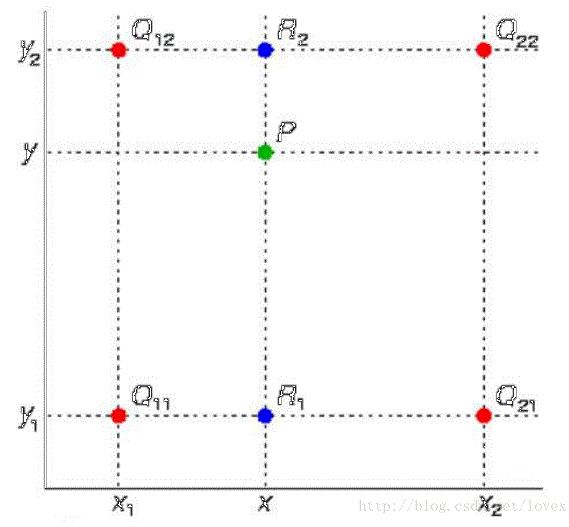 y₂ Q₁₂ R₂ Q₂₂
y P
y₁ Q₁₁ R₁ Q₂₁
x₁ x x₂
http://blog.csdn.net/lovex